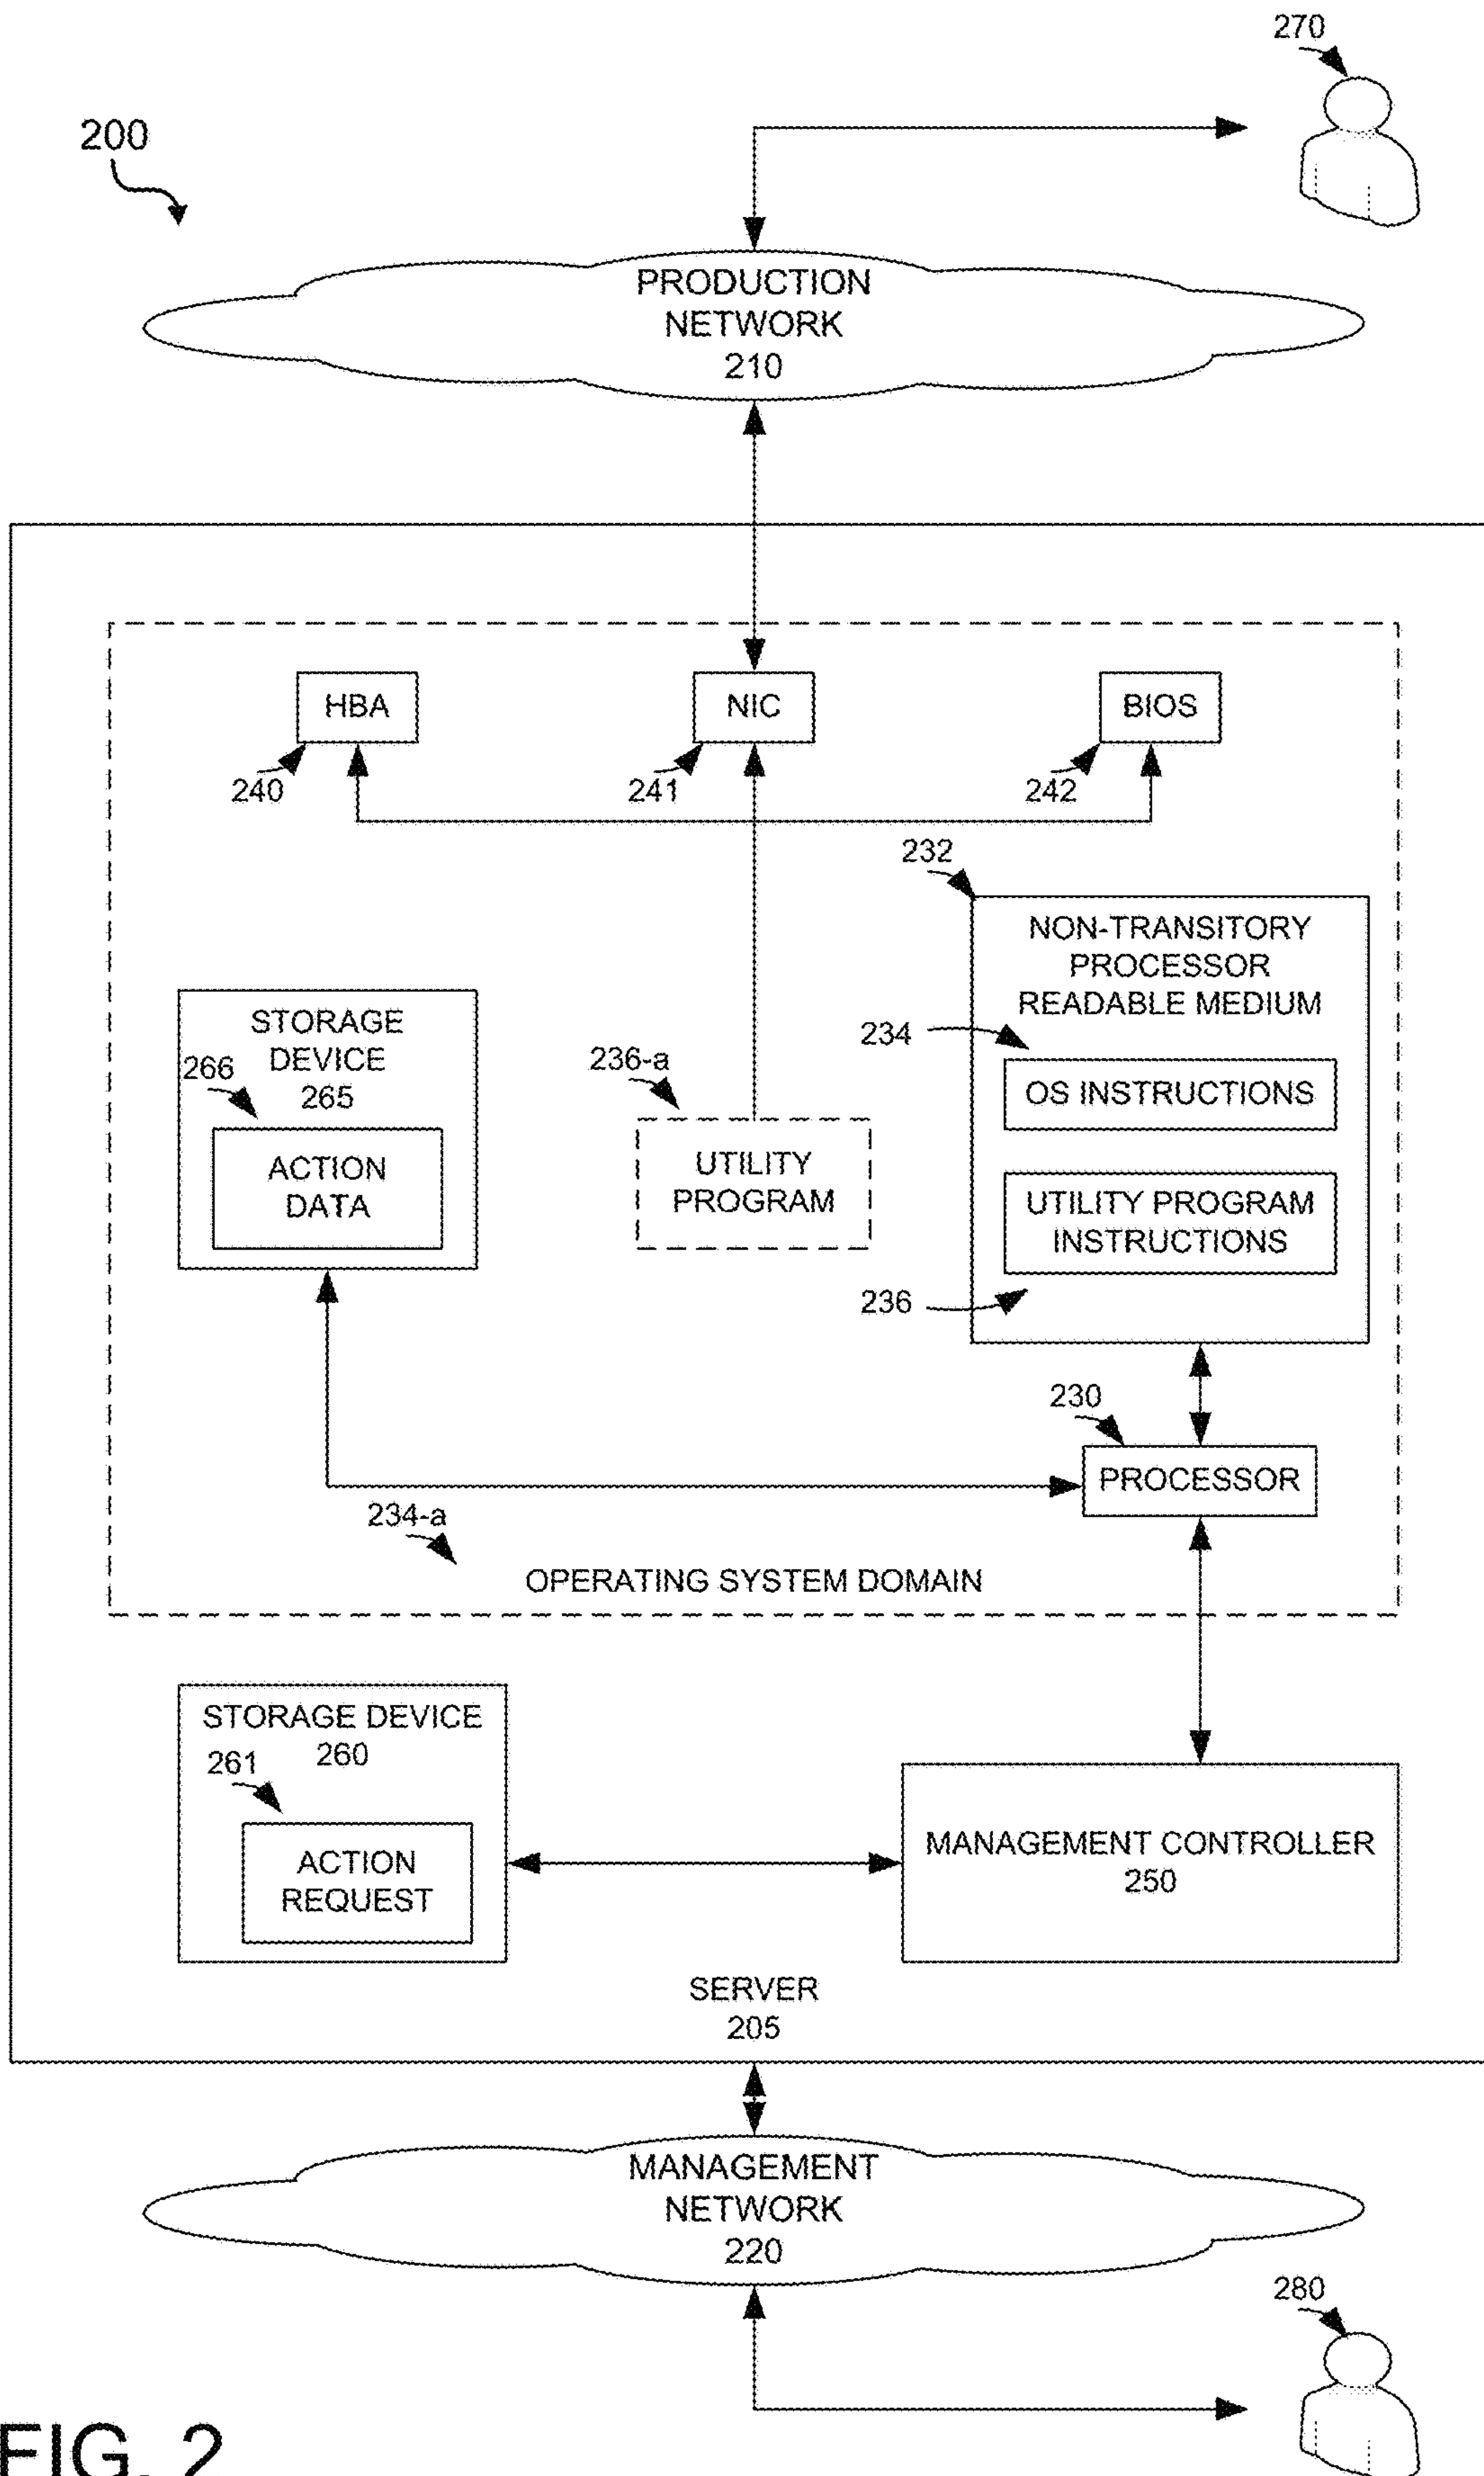 270
200
PRODUCTION
NETWORK
210
HBA
NIC
BIOS
240
241
242
232
NON-TRANSITORY
PROCESSOR
READABLE MEDIUM
STORAGE
DEVICE
265
234
266
236-a
OS INSTRUCTIONS
ACTION
DATA
UTILITY
PROGRAM
UTILITY PROGRAM
INSTRUCTIONS
236
230
PROCESSOR
234-a
OPERATING SYSTEM DOMAIN
STORAGE DEVICE
260
261
ACTION
REQUEST
MANAGEMENT CONTROLLER
250
SERVER
205
MANAGEMENT
NETWORK
220
280
FIG. 2